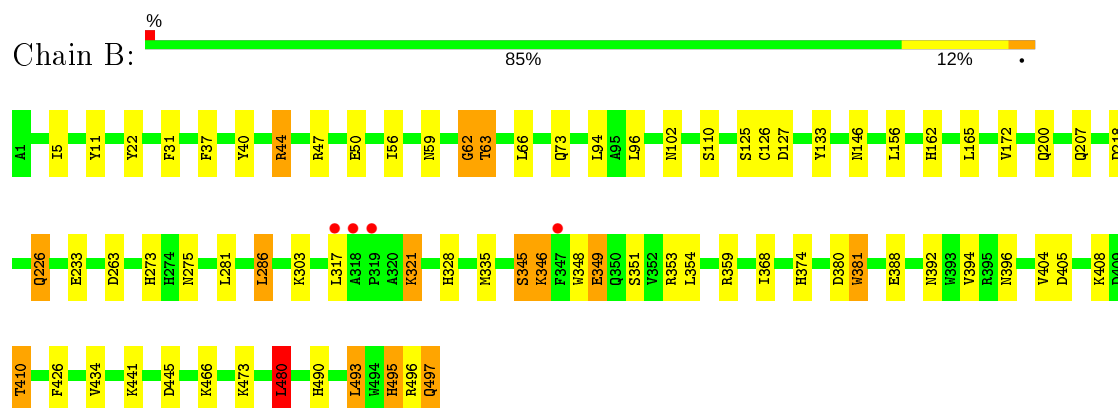 %
Chain B:
85% 12% •
A1 I5 Y11 Y22 F31 F37 Y40 R44 R47 E50 I56 N59 G62 T63 L66 Q73 L94 A95 L96 N102 S110 S125 C126 D127 Y133 N146 L156 H162 L165 V172 Q200 Q207
Q226 E233 D263 H273 H274 N275 L281 L286 K303 L317 A318 P319 A320 K321 H328 M335 S345 K346 F347 W348 E349 Q350 S351 V352 R353 L354 R359 I368 H374 D380 W381 E388 N392 W393 V394 R395 N396 V404 D405 K408
T410 F426 V434 K441 D445 K466 K473 L480 H490 L493 W494 H495 R496 Q497